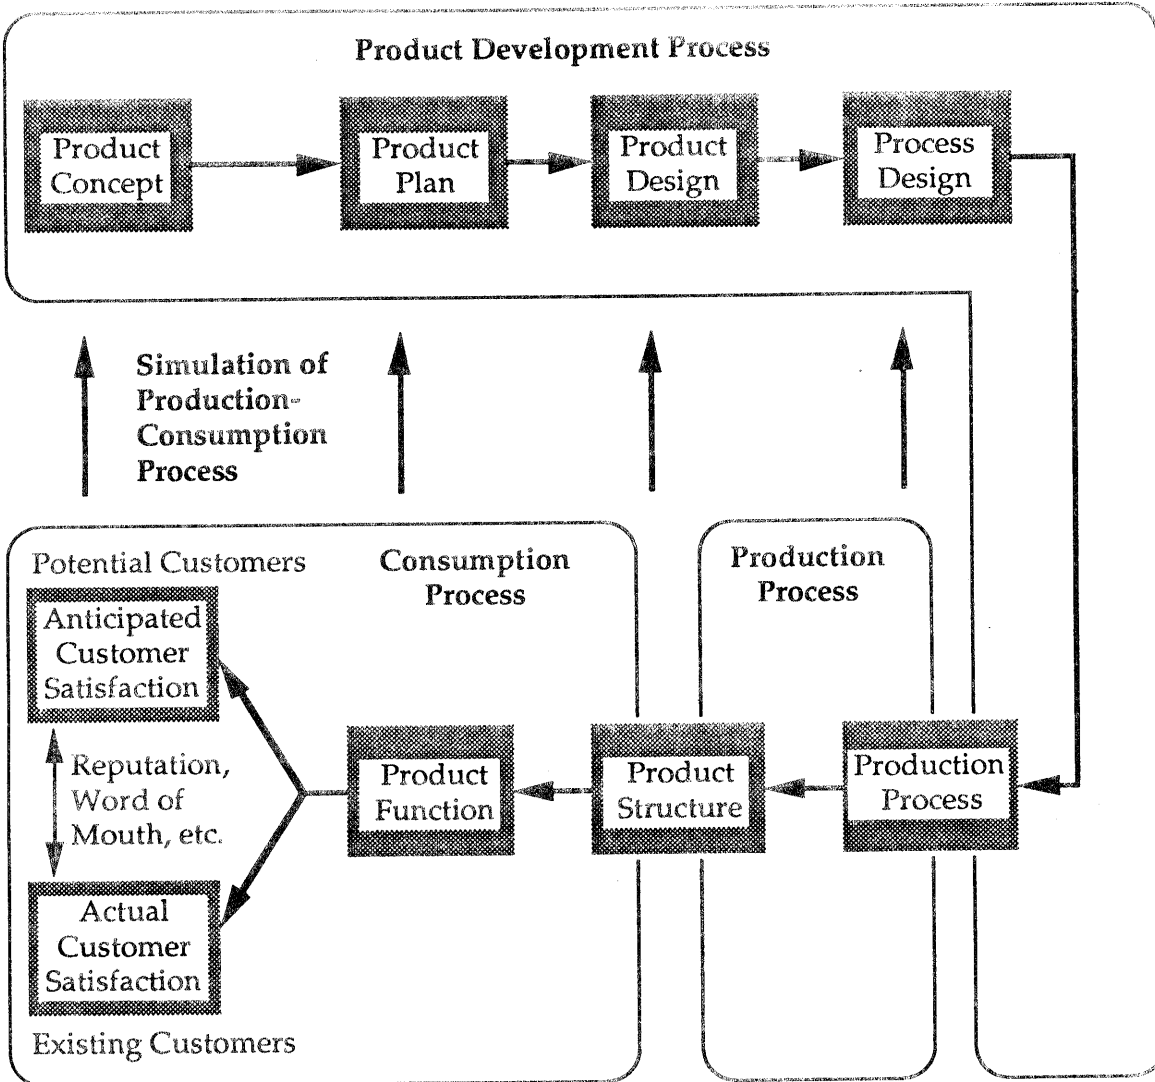 Product Development Process
Product
Concept
Product
Plan
Product
Design
Process
Design
Simulation of
Production-
Consumption
Process
Potential Customers
Consumption
Process
Production
Process
Anticipated
Customer
Satisfaction
Reputation,
Word of
Mouth, etc.
Product
Function
Product
Structure
Production
Process
Actual
Customer
Satisfaction
Existing Customers